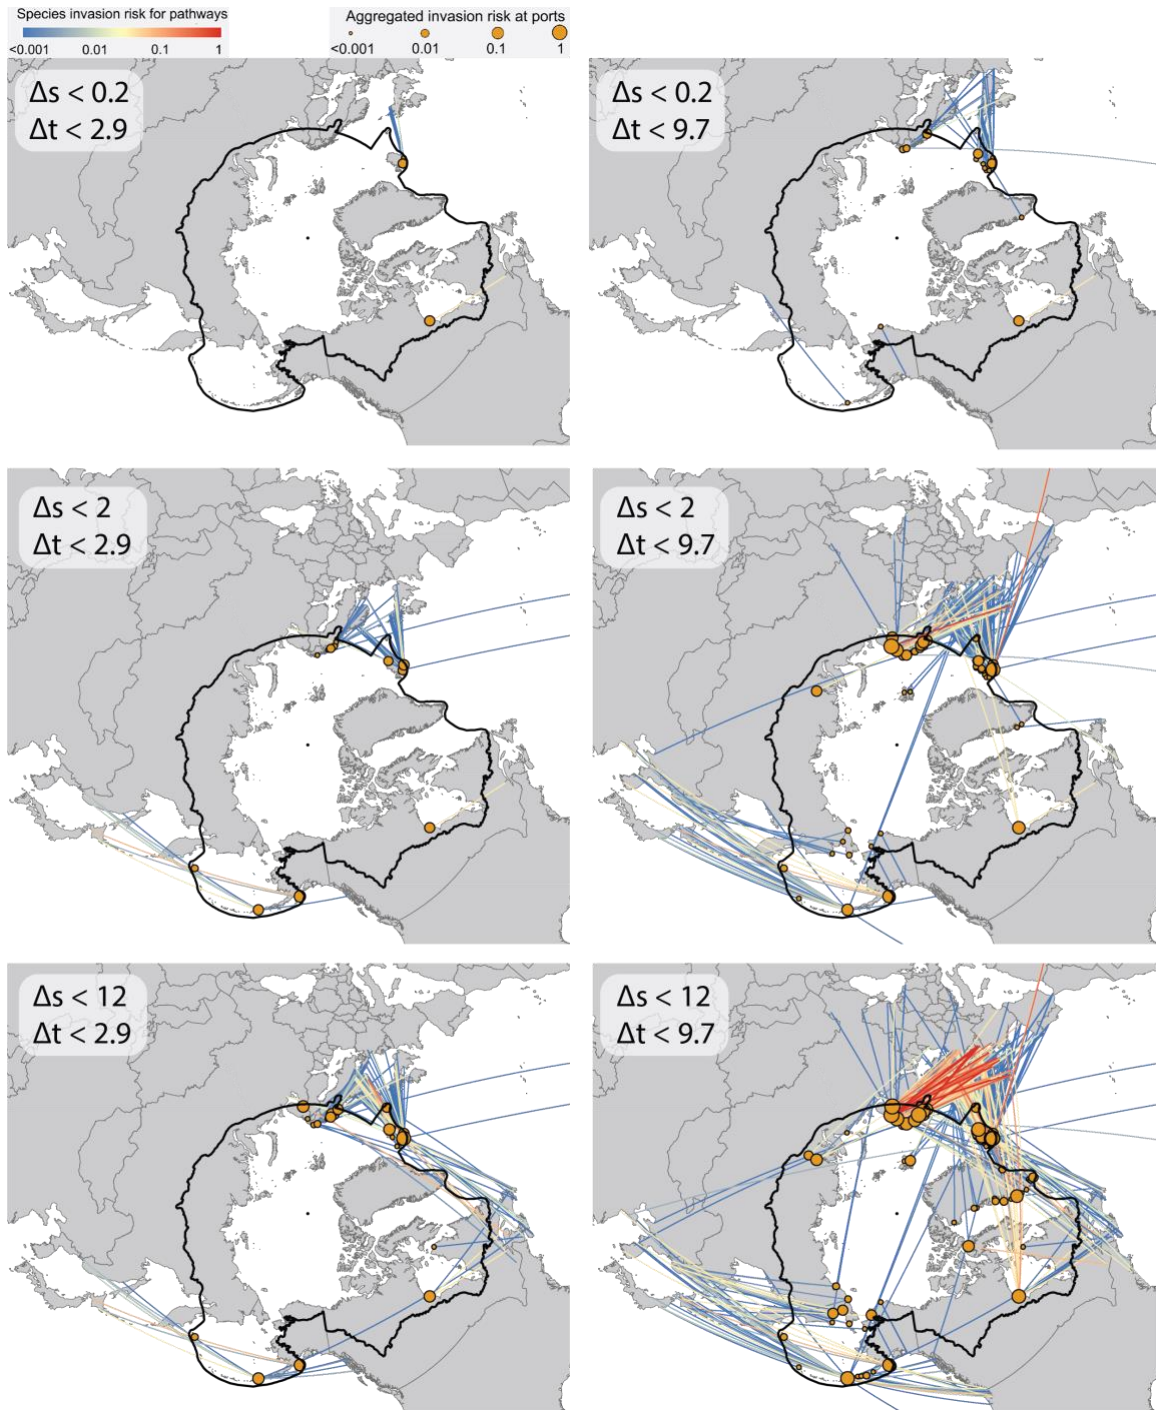 Species invasion risk for pathways
<0.001 0.01 0.1 1
Aggregated invasion risk at ports
<0.001 0.01 0.1 1
Δs < 0.2
Δt < 2.9
Δs < 0.2
Δt < 9.7
Δs < 2
Δt < 2.9
Δs < 2
Δt < 9.7
Δs < 12
Δt < 2.9
Δs < 12
Δt < 9.7